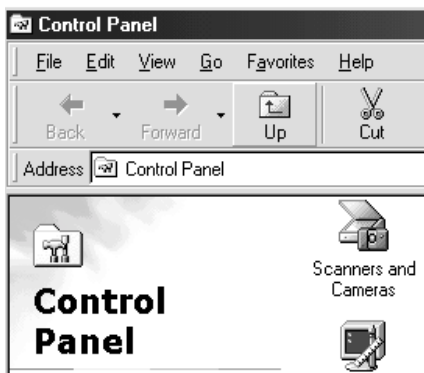 Control Panel
File Edit View Go Favorites Help
Back Forward Up Cut
Address Control Panel
Control
Panel
Scanners and
Cameras